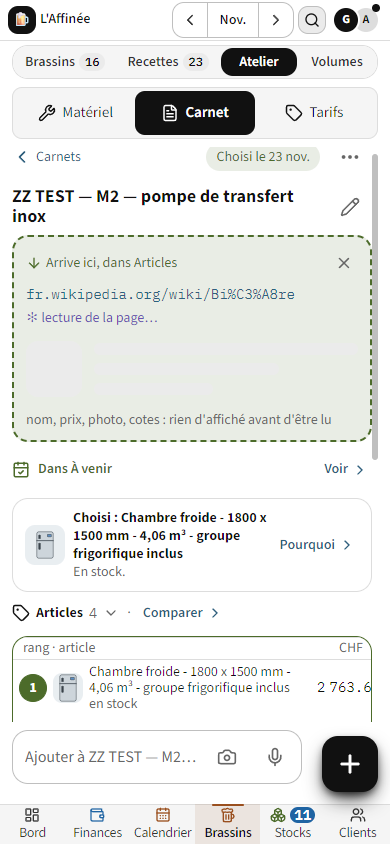 L'Affinée
Nov.
G
A
Brassins 16
Recettes 23
Atelier
Volumes
Matériel
Carnet
Tarifs
Carnets
Choisi le 23 nov.
ZZ TEST — M2 — pompe de transfert
inox
Arrive ici, dans Articles
fr.wikipedia.org/wiki/Bi%C3%A8re
lecture de la page…
nom, prix, photo, cotes : rien d'affiché avant d'être lu
Dans À venir
Voir
Choisi : Chambre froide - 1800 x
1500 mm - 4,06 m³ - groupe
frigorifique inclus
En stock.
Pourquoi
Articles 4 · Comparer
rang · article
CHF
1
Chambre froide - 1800 x 1500 mm -
4,06 m³ - groupe frigorifique inclus
en stock
2 763.6
Ajouter à ZZ TEST — M2…
Bord
Finances
Calendrier
Brassins
11
Stocks
Clients